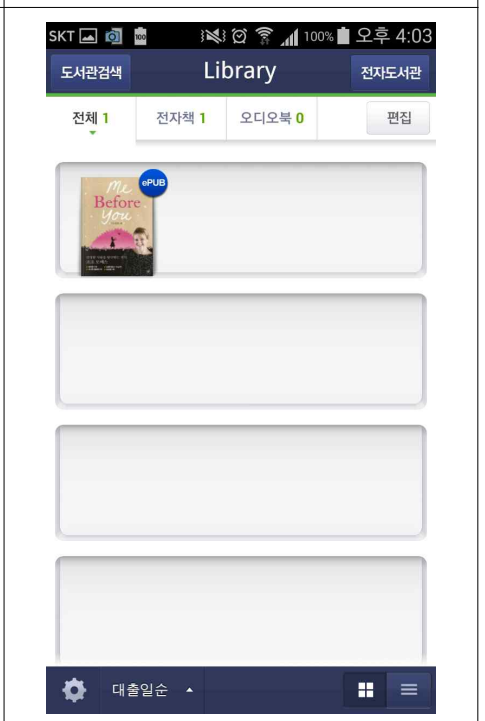 SKT 100 100% 오후 4:03
도서관검색 Library 전자도서관
전체 1 전자책 1 오디오북 0 편집
ePUB
Me
Before
You
대출일순